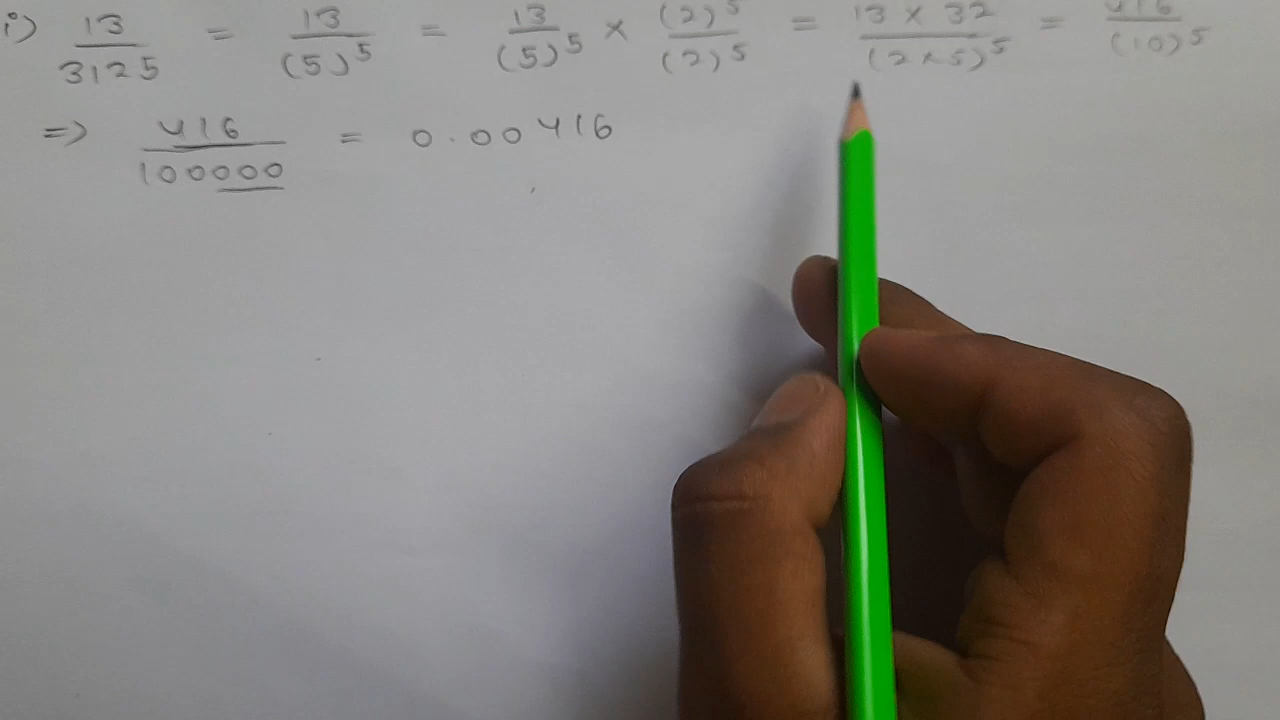 i) 13/3125 = 13/(5)^5 = 13/(5)^5 × (2)^5/(2)^5 = 13 × 32/(2×5)^5 = 416/(10)^5
=> 416/100000 = 0.00416